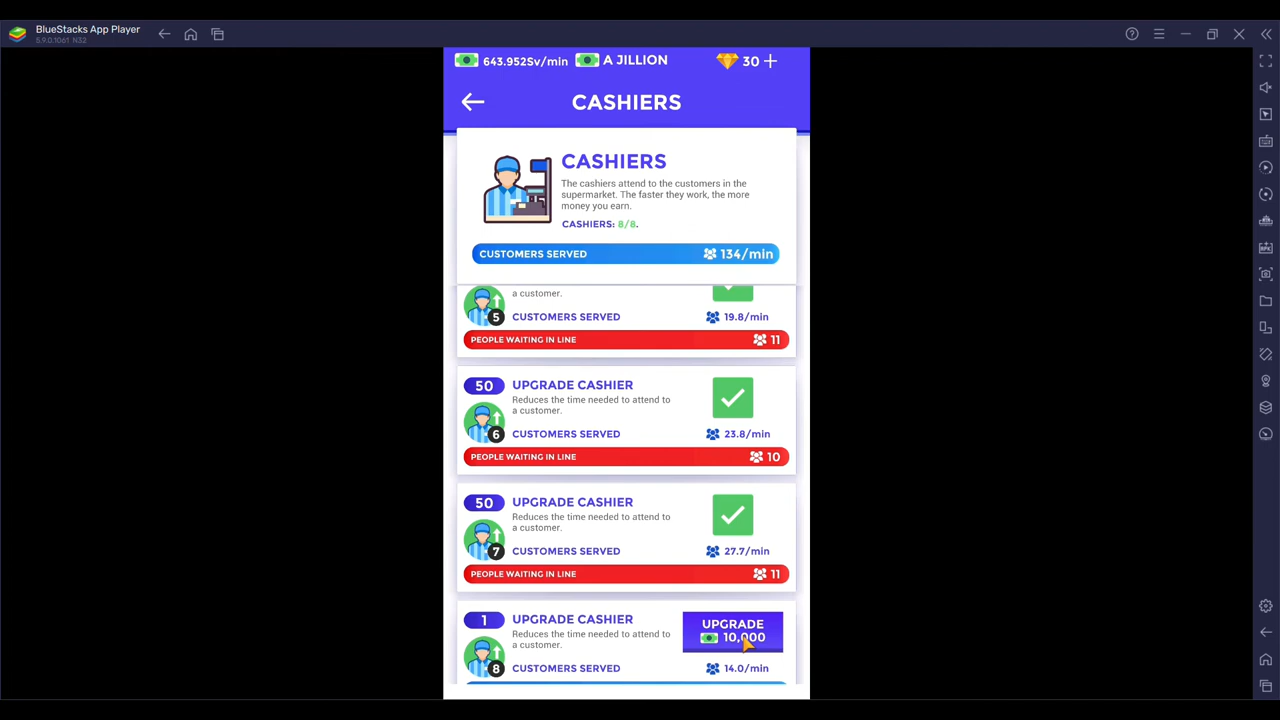 BlueStacks App Player
5.9.0.1061 N32
643.952Sv/min A JILLION 30
CASHIERS
CASHIERS
The cashiers attend to the customers in the
supermarket. The faster they work, the more
money you earn.
CASHIERS: 8/8.
CUSTOMERS SERVED 134/min
a customer.
5 CUSTOMERS SERVED 19.8/min
PEOPLE WAITING IN LINE 11
50 UPGRADE CASHIER
Reduces the time needed to attend to
a customer.
6 CUSTOMERS SERVED 23.8/min
PEOPLE WAITING IN LINE 10
50 UPGRADE CASHIER
Reduces the time needed to attend to
a customer.
7 CUSTOMERS SERVED 27.7/min
PEOPLE WAITING IN LINE 11
1 UPGRADE CASHIER UPGRADE
Reduces the time needed to attend to 10,000
a customer.
8 CUSTOMERS SERVED 14.0/min